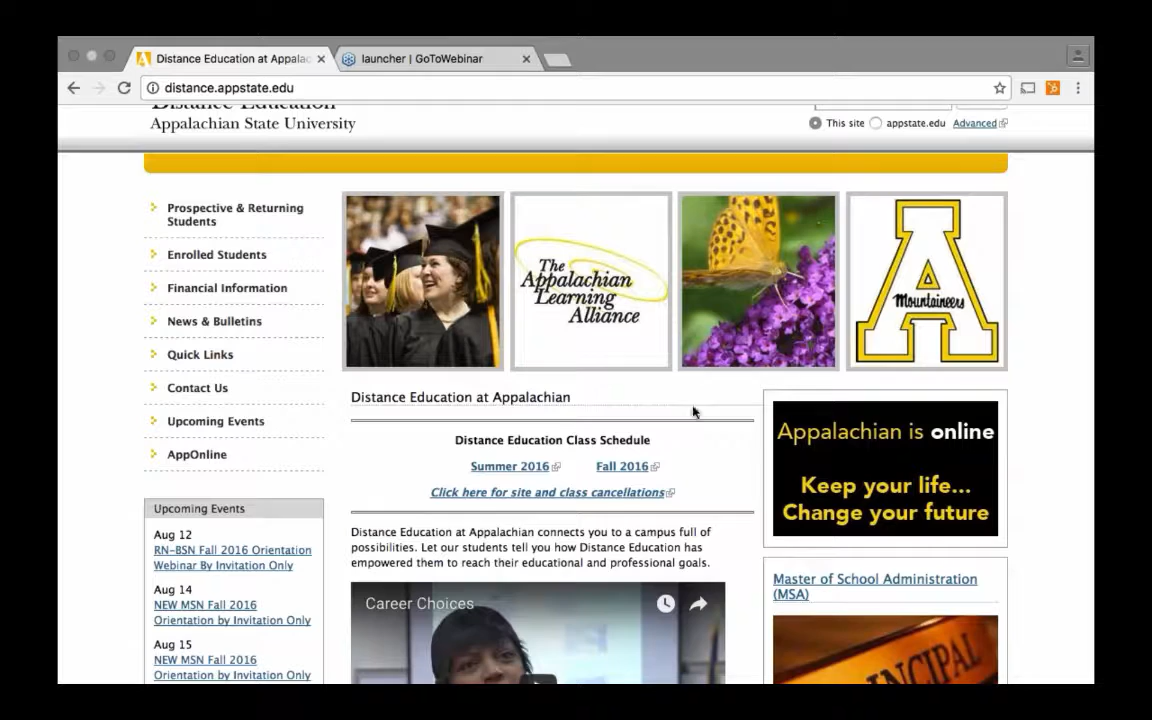 Distance Education at Appalac
launcher | GoToWebinar
distance.appstate.edu
Distance Education
Appalachian State University
This site
appstate.edu
Advanced
Prospective & Returning
Students
Enrolled Students
Financial Information
News & Bulletins
Quick Links
Contact Us
Upcoming Events
AppOnline
The
Appalachian
Learning
Alliance
A
Mountaineers
Distance Education at Appalachian
Distance Education Class Schedule
Summer 2016
Fall 2016
Click here for site and class cancellations
Distance Education at Appalachian connects you to a campus full of
possibilities. Let our students tell you how Distance Education has
empowered them to reach their educational and professional goals.
Career Choices
Appalachian is online
Keep your life...
Change your future
Master of School Administration
(MSA)
INCIPAL
Upcoming Events
Aug 12
RN-BSN Fall 2016 Orientation
Webinar By Invitation Only
Aug 14
NEW MSN Fall 2016
Orientation by Invitation Only
Aug 15
NEW MSN Fall 2016
Orientation by Invitation Only